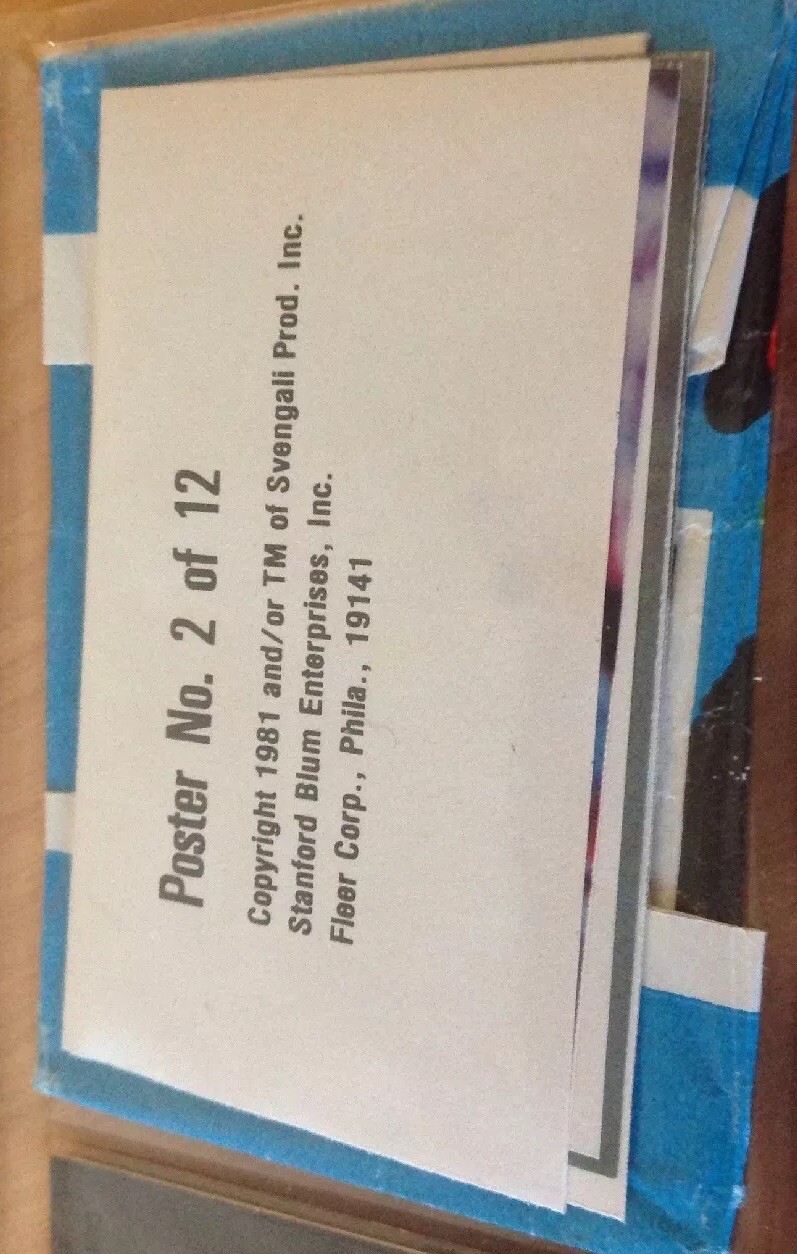 Poster No. 2 of 12
Copyright 1981 and/or TM of Svengali Prod. Inc.
Stanford Blum Enterprises, Inc.
Fleer Corp., Phila., 19141